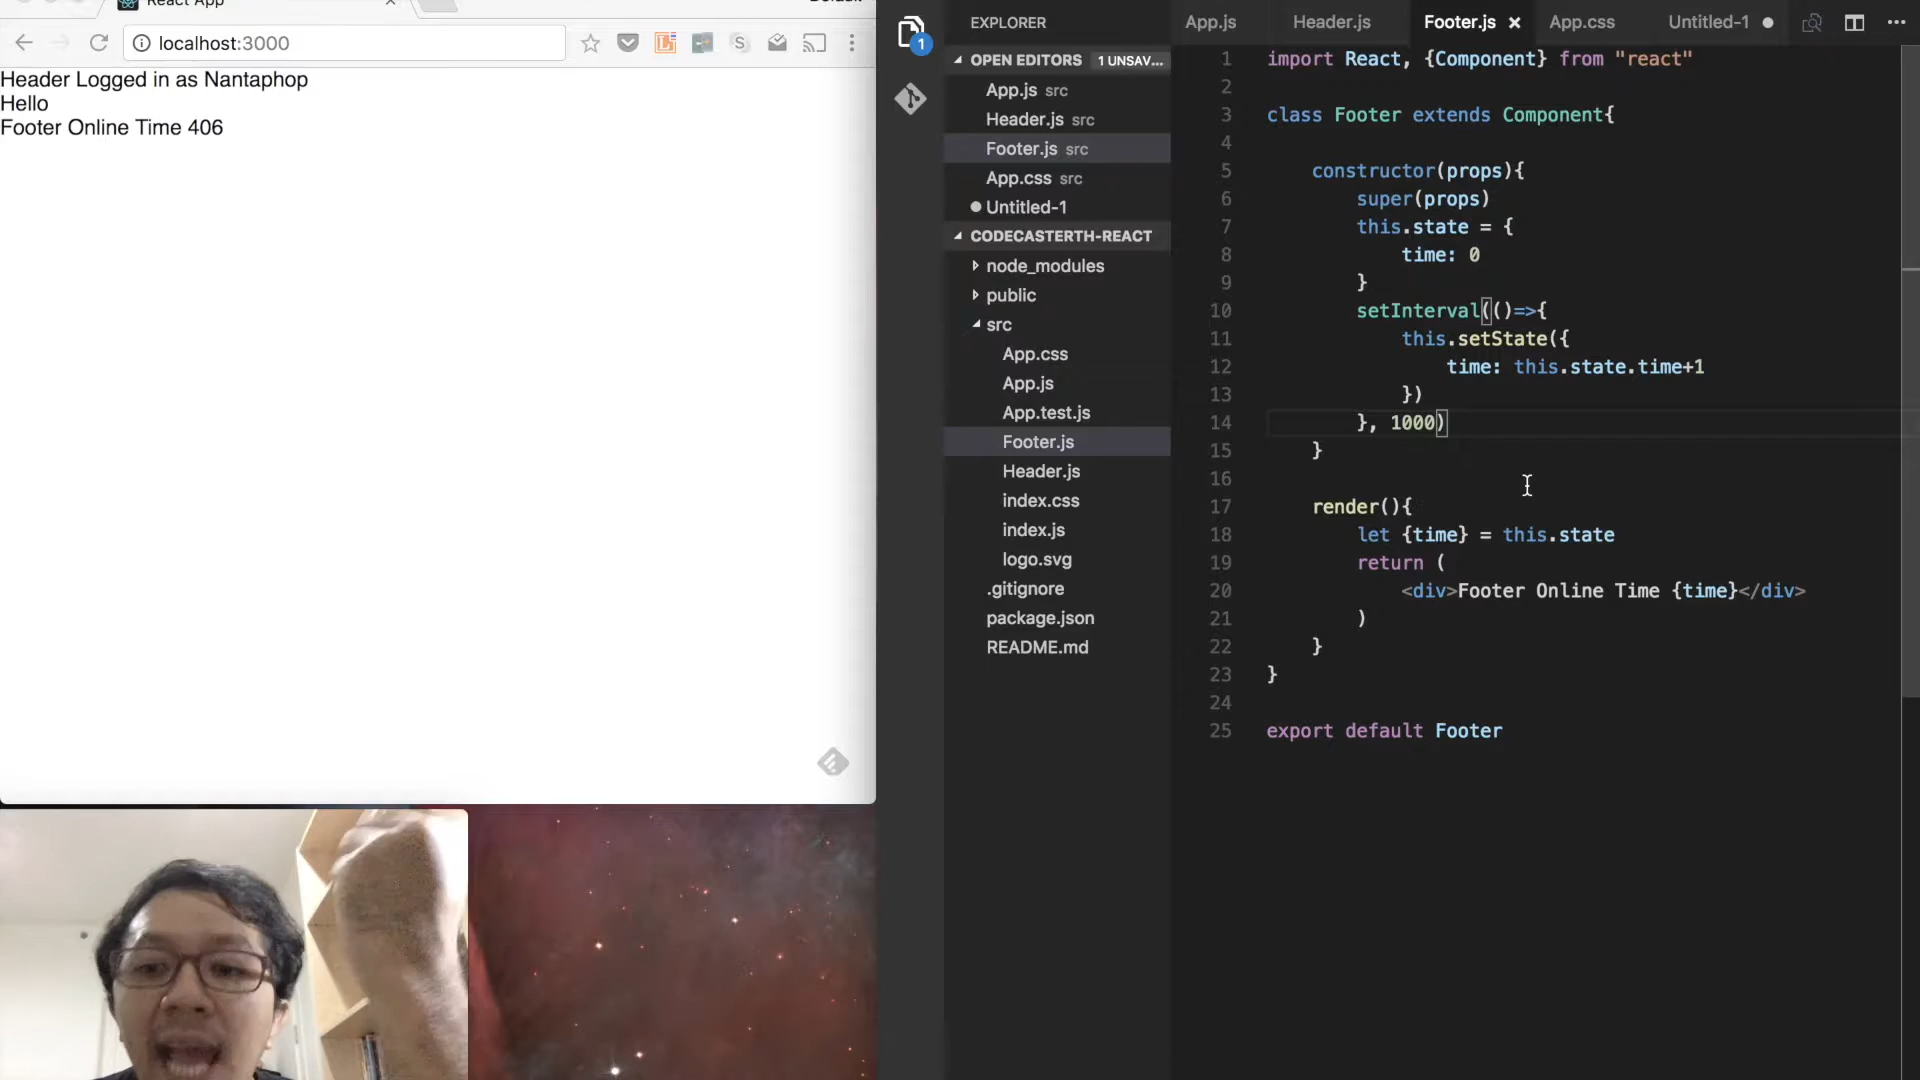 React App
localhost:3000
Header Logged in as Nantaphop
Hello
Footer Online Time 406
1
EXPLORER
OPEN EDITORS 1 UNSAV...
App.js src
Header.js src
Footer.js src
App.css src
Untitled-1
CODECASTERTH-REACT
node_modules
public
src
App.css
App.js
App.test.js
Footer.js
Header.js
index.css
index.js
logo.svg
.gitignore
package.json
README.md
App.js Header.js Footer.js App.css Untitled-1
1 import React, {Component} from "react"
2
3 class Footer extends Component{
4
5 constructor(props){
6 super(props)
7 this.state = {
8 time: 0
9 }
10 setInterval(()=>{
11 this.setState({
12 time: this.state.time+1
13 })
14 }, 1000)
15 }
16
17 render(){
18 let {time} = this.state
19 return (
20 <div>Footer Online Time {time}</div>
21 )
22 }
23 }
24
25 export default Footer